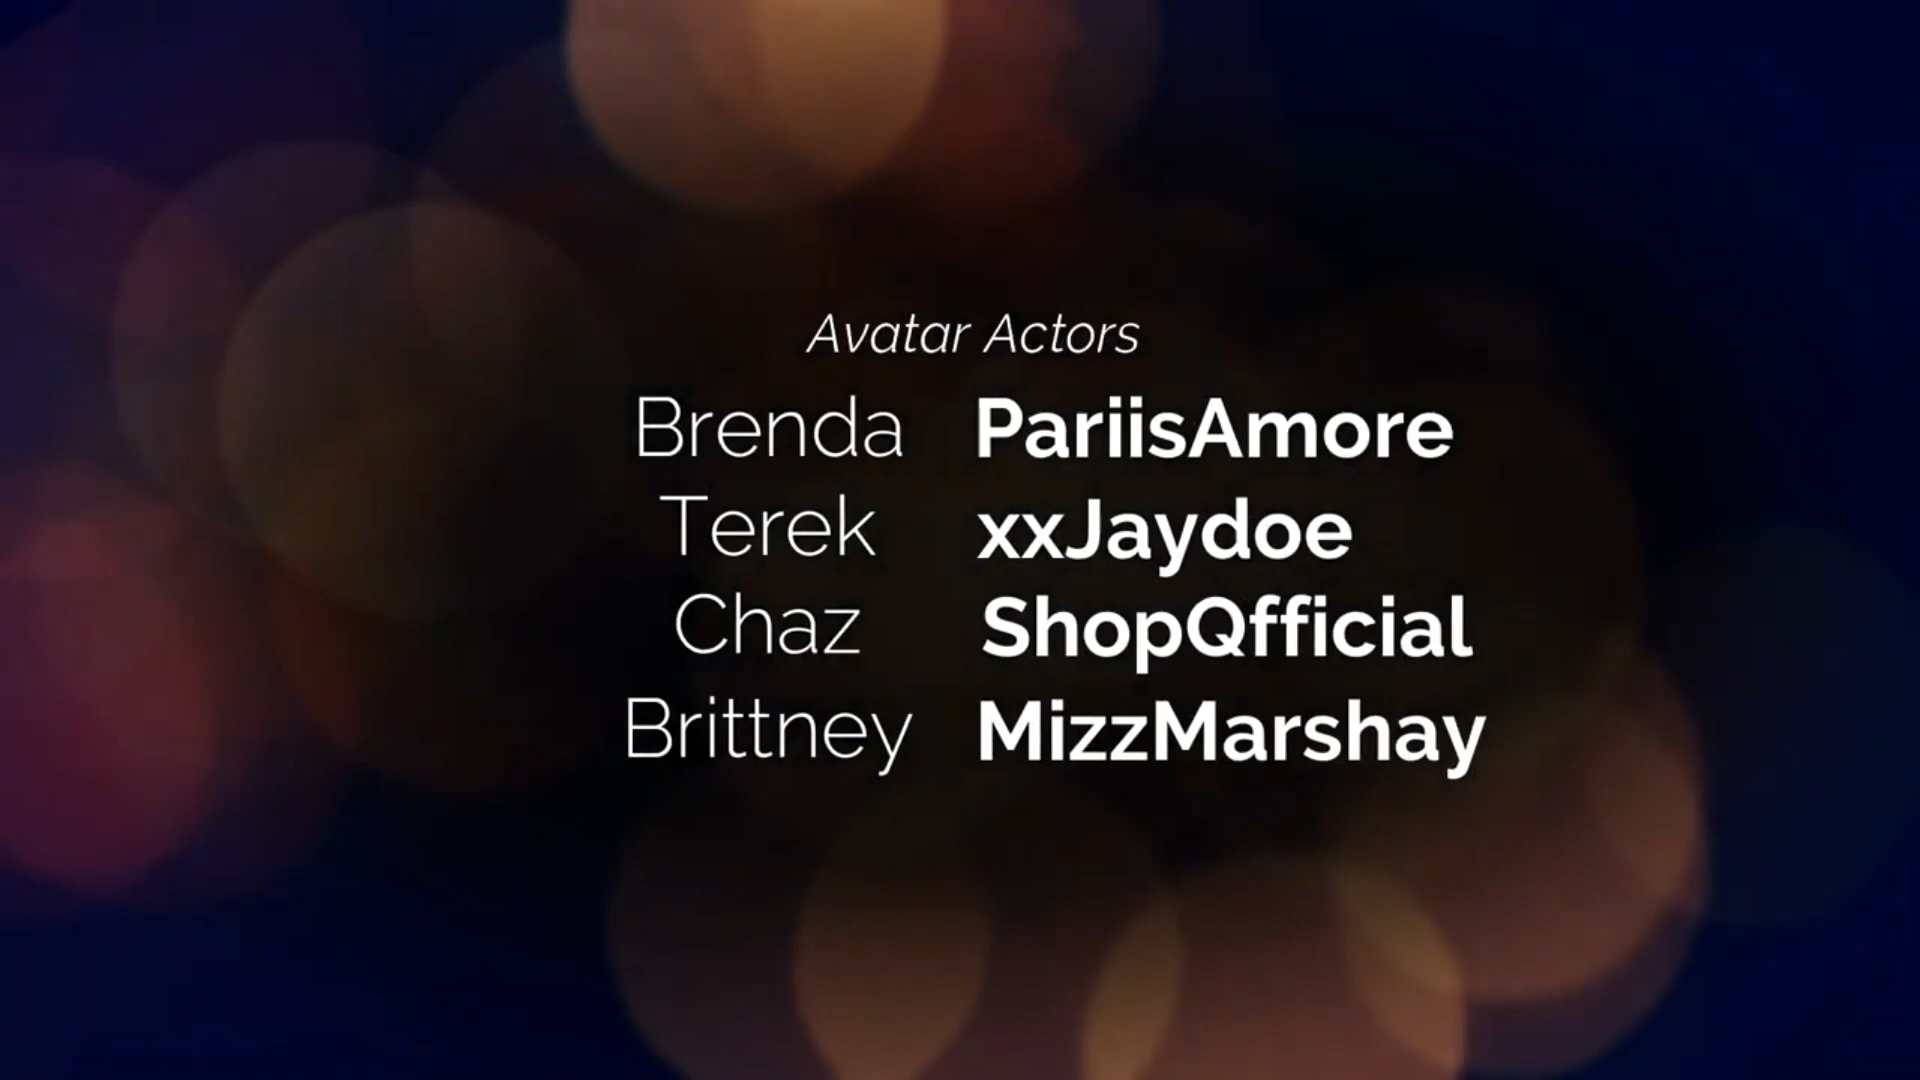 Avatar Actors
Brenda PariisAmore
Terek xxJaydoe
Chaz ShopQfficial
Brittney MizzMarshay